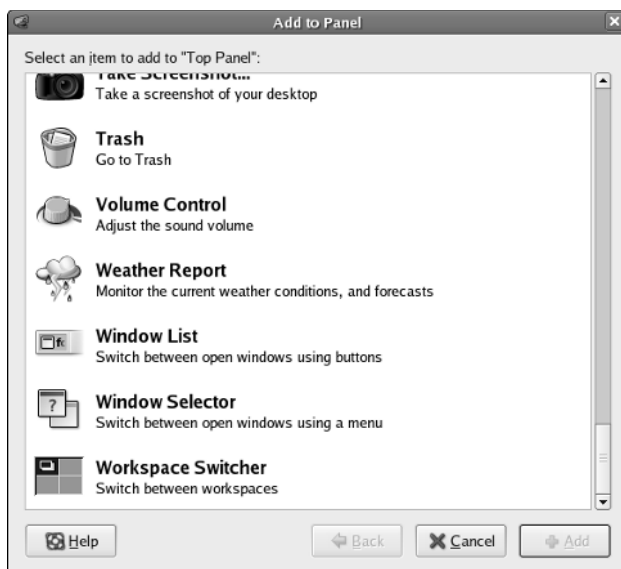 Add to Panel
Select an item to add to "Top Panel":
Take Screenshot...
Take a screenshot of your desktop
Trash
Go to Trash
Volume Control
Adjust the sound volume
Weather Report
Monitor the current weather conditions, and forecasts
Window List
Switch between open windows using buttons
Window Selector
Switch between open windows using a menu
Workspace Switcher
Switch between workspaces
Help
Back
Cancel
Add